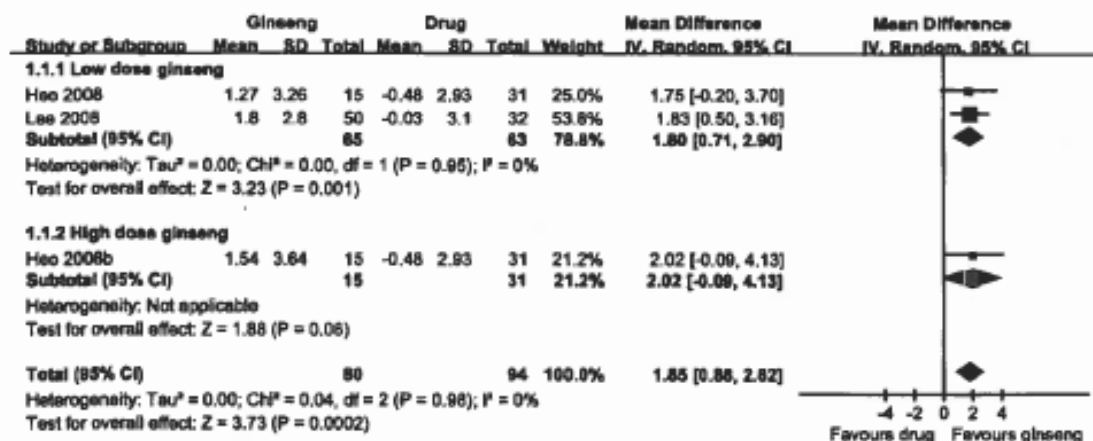 Ginseng Drug Mean Difference Mean Difference
Study or Subgroup Mean SD Total Mean SD Total Weight IV, Random, 95% CI IV, Random, 95% CI
1.1.1 Low dose ginseng
Heo 2008 1.27 3.26 15 -0.48 2.93 31 25.0% 1.75 [-0.20, 3.70]
Lee 2008 1.8 2.8 50 -0.03 3.1 32 53.8% 1.83 [0.50, 3.16]
Subtotal (95% CI) 65 63 78.8% 1.80 [0.71, 2.90]
Heterogeneity: Tau² = 0.00; Chi² = 0.00, df = 1 (P = 0.95); I² = 0%
Test for overall effect: Z = 3.23 (P = 0.001)
1.1.2 High dose ginseng
Heo 2008b 1.54 3.64 15 -0.48 2.93 31 21.2% 2.02 [-0.09, 4.13]
Subtotal (95% CI) 15 31 21.2% 2.02 [-0.09, 4.13]
Heterogeneity: Not applicable
Test for overall effect: Z = 1.88 (P = 0.06)
Total (95% CI) 80 94 100.0% 1.85 [0.88, 2.82]
Heterogeneity: Tau² = 0.00; Chi² = 0.04, df = 2 (P = 0.98); I² = 0%
Test for overall effect: Z = 3.73 (P = 0.0002)
-4 -2 0 2 4
Favours drug Favours ginseng